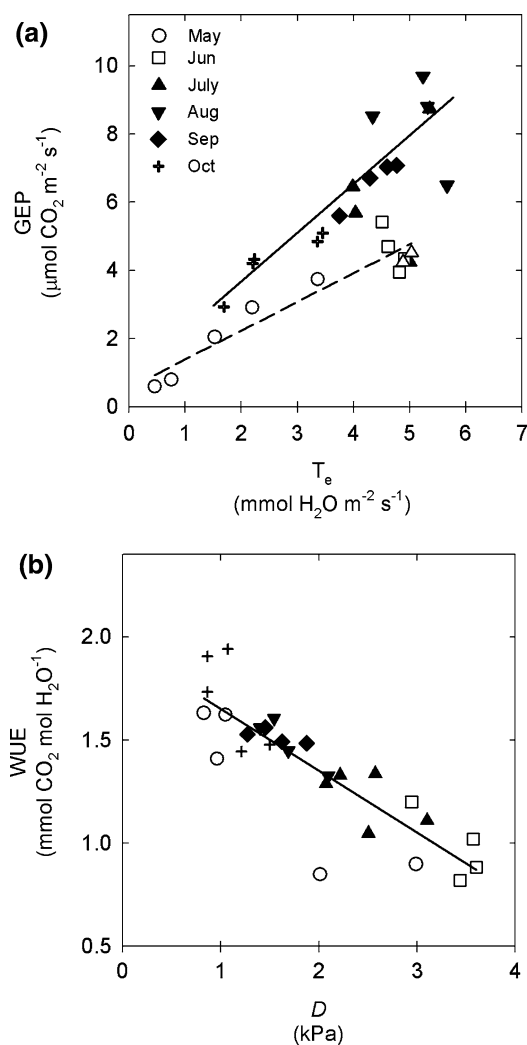 (a)
May
Jun
July
Aug
Sep
Oct
GEP
(μmol CO₂ m⁻² s⁻¹)
10
8
6
4
2
0
0 1 2 3 4 5 6 7
Tₑ
(mmol H₂O m⁻² s⁻¹)
(b)
WUE
(mmol CO₂ mol H₂O⁻¹)
2.0
1.5
1.0
0.5
0 1 2 3 4
D
(kPa)